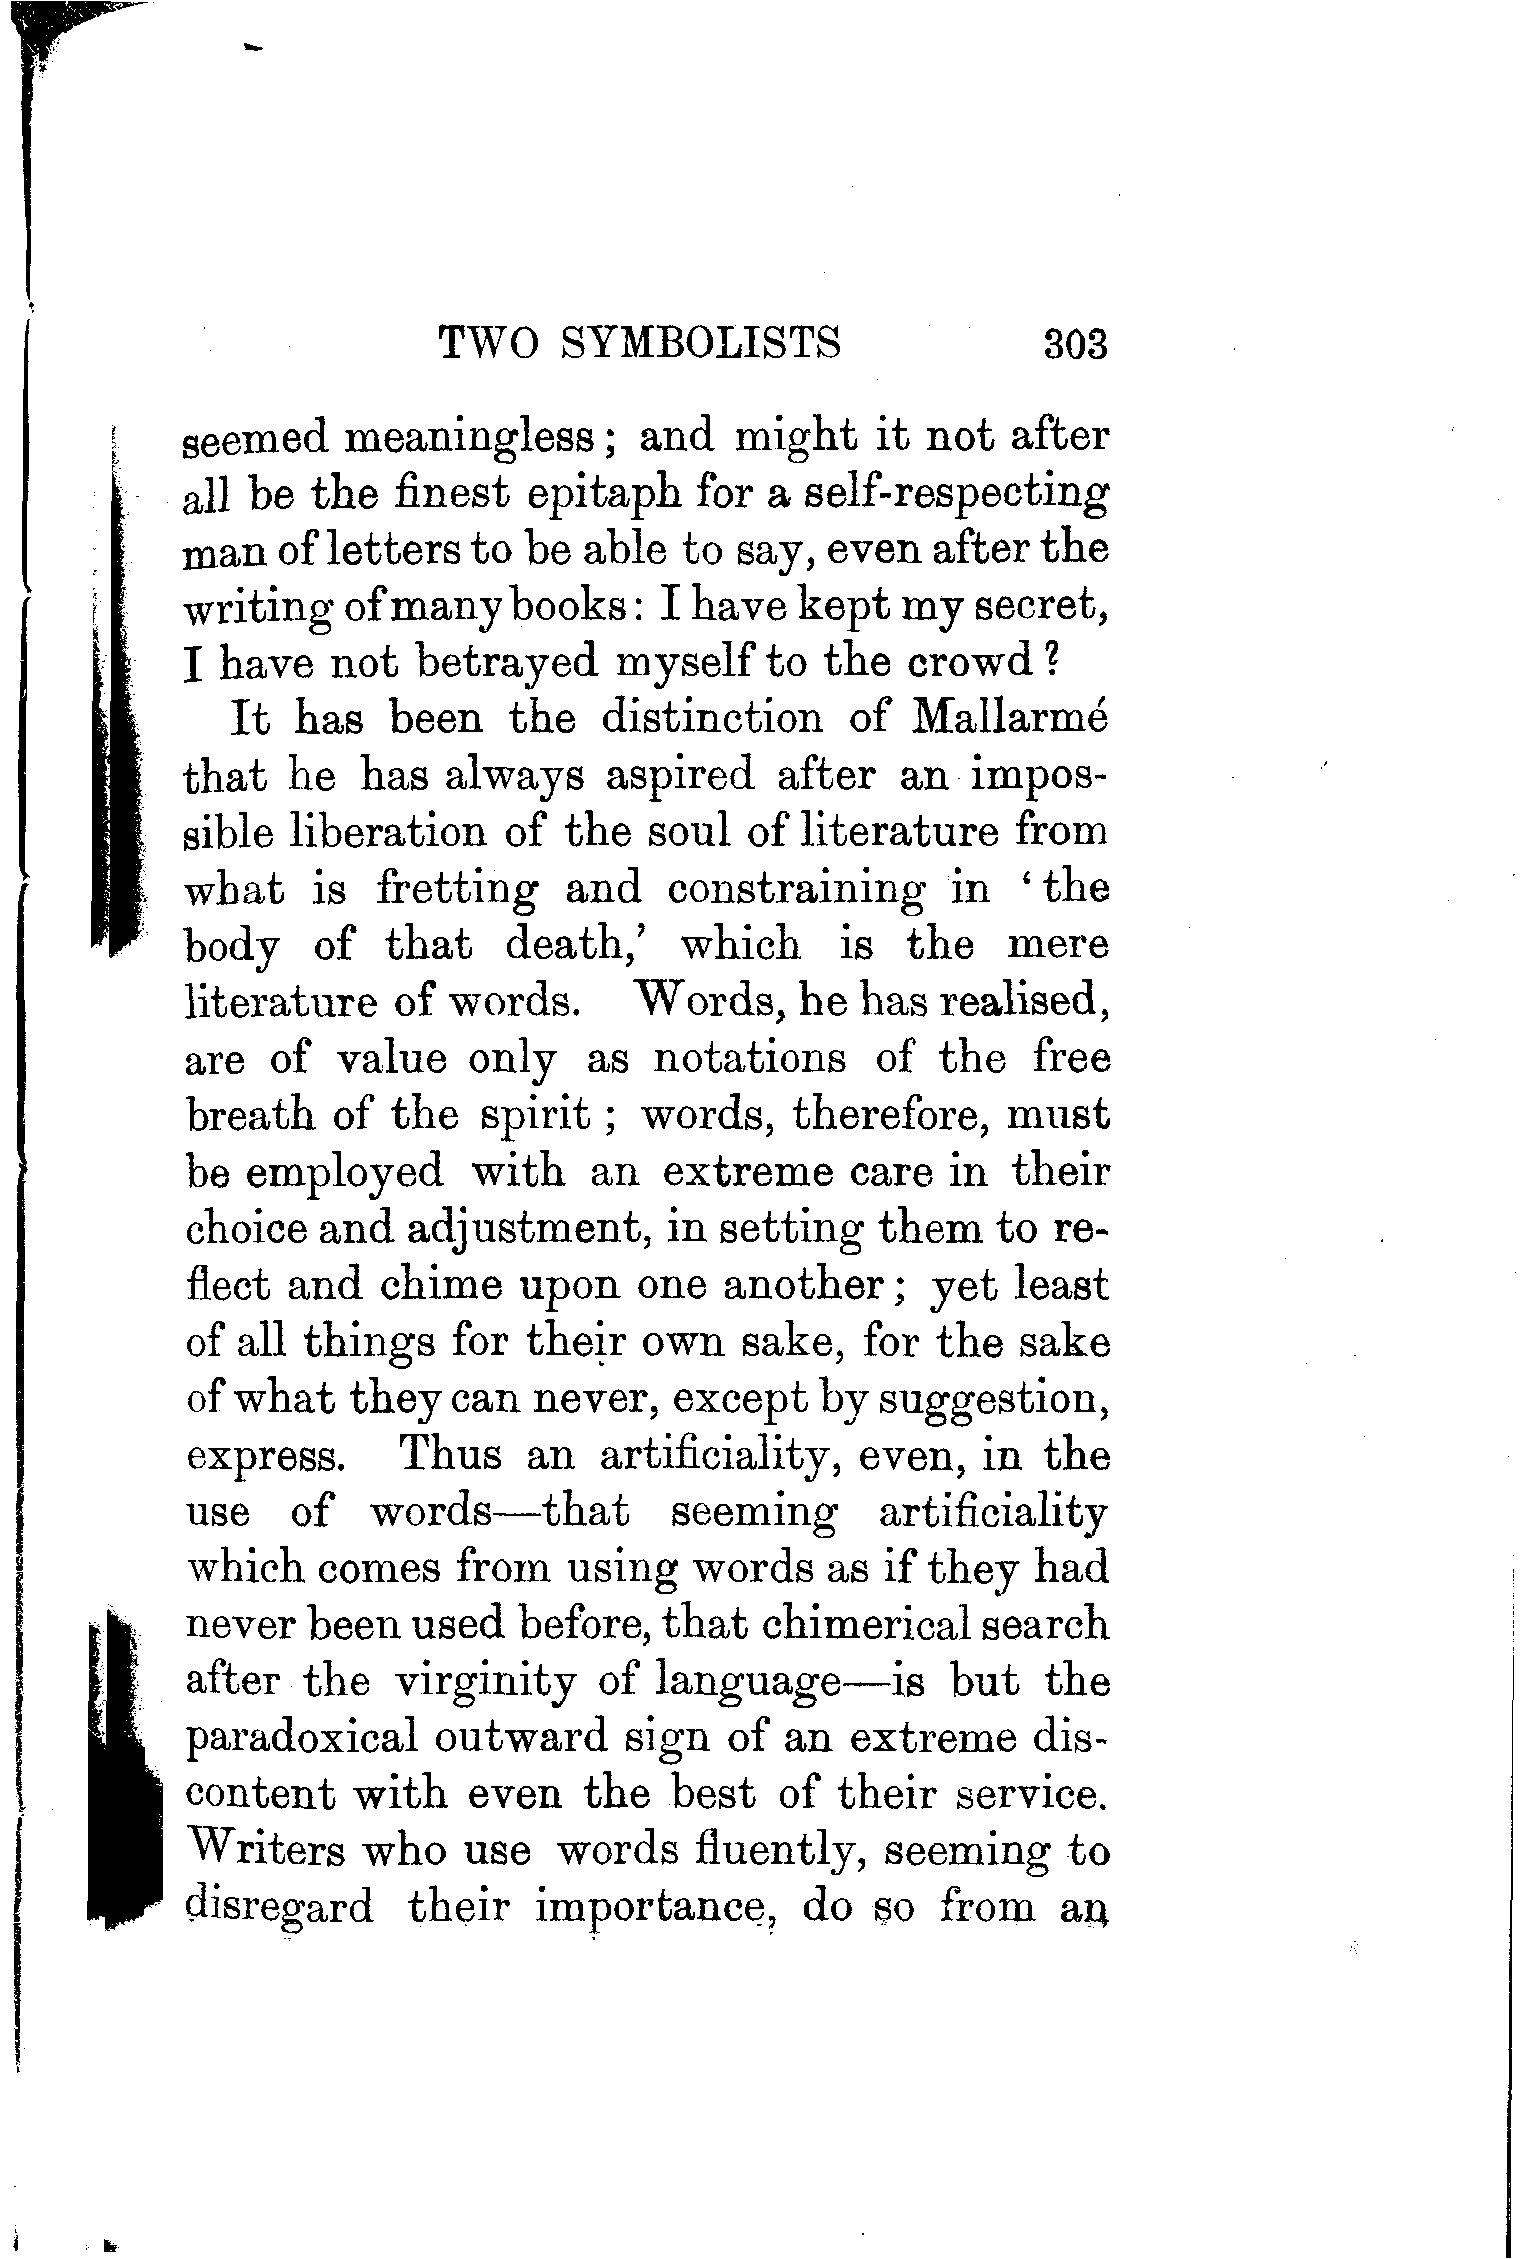 TWO SYMBOLISTS 303
seemed meaningless; and might it not after
all be the finest epitaph for a self-respecting
man of letters to be able to say, even after the
writing of many books: I have kept my secret,
I have not betrayed myself to the crowd?
It has been the distinction of Mallarmé
that he has always aspired after an impos-
sible liberation of the soul of literature from
what is fretting and constraining in ‘the
body of that death,’ which is the mere
literature of words. Words, he has realised,
are of value only as notations of the free
breath of the spirit; words, therefore, must
be employed with an extreme care in their
choice and adjustment, in setting them to re-
flect and chime upon one another; yet least
of all things for their own sake, for the sake
of what they can never, except by suggestion,
express. Thus an artificiality, even, in the
use of words—that seeming artificiality
which comes from using words as if they had
never been used before, that chimerical search
after the virginity of language—is but the
paradoxical outward sign of an extreme dis-
content with even the best of their service.
Writers who use words fluently, seeming to
disregard their importance, do so from an